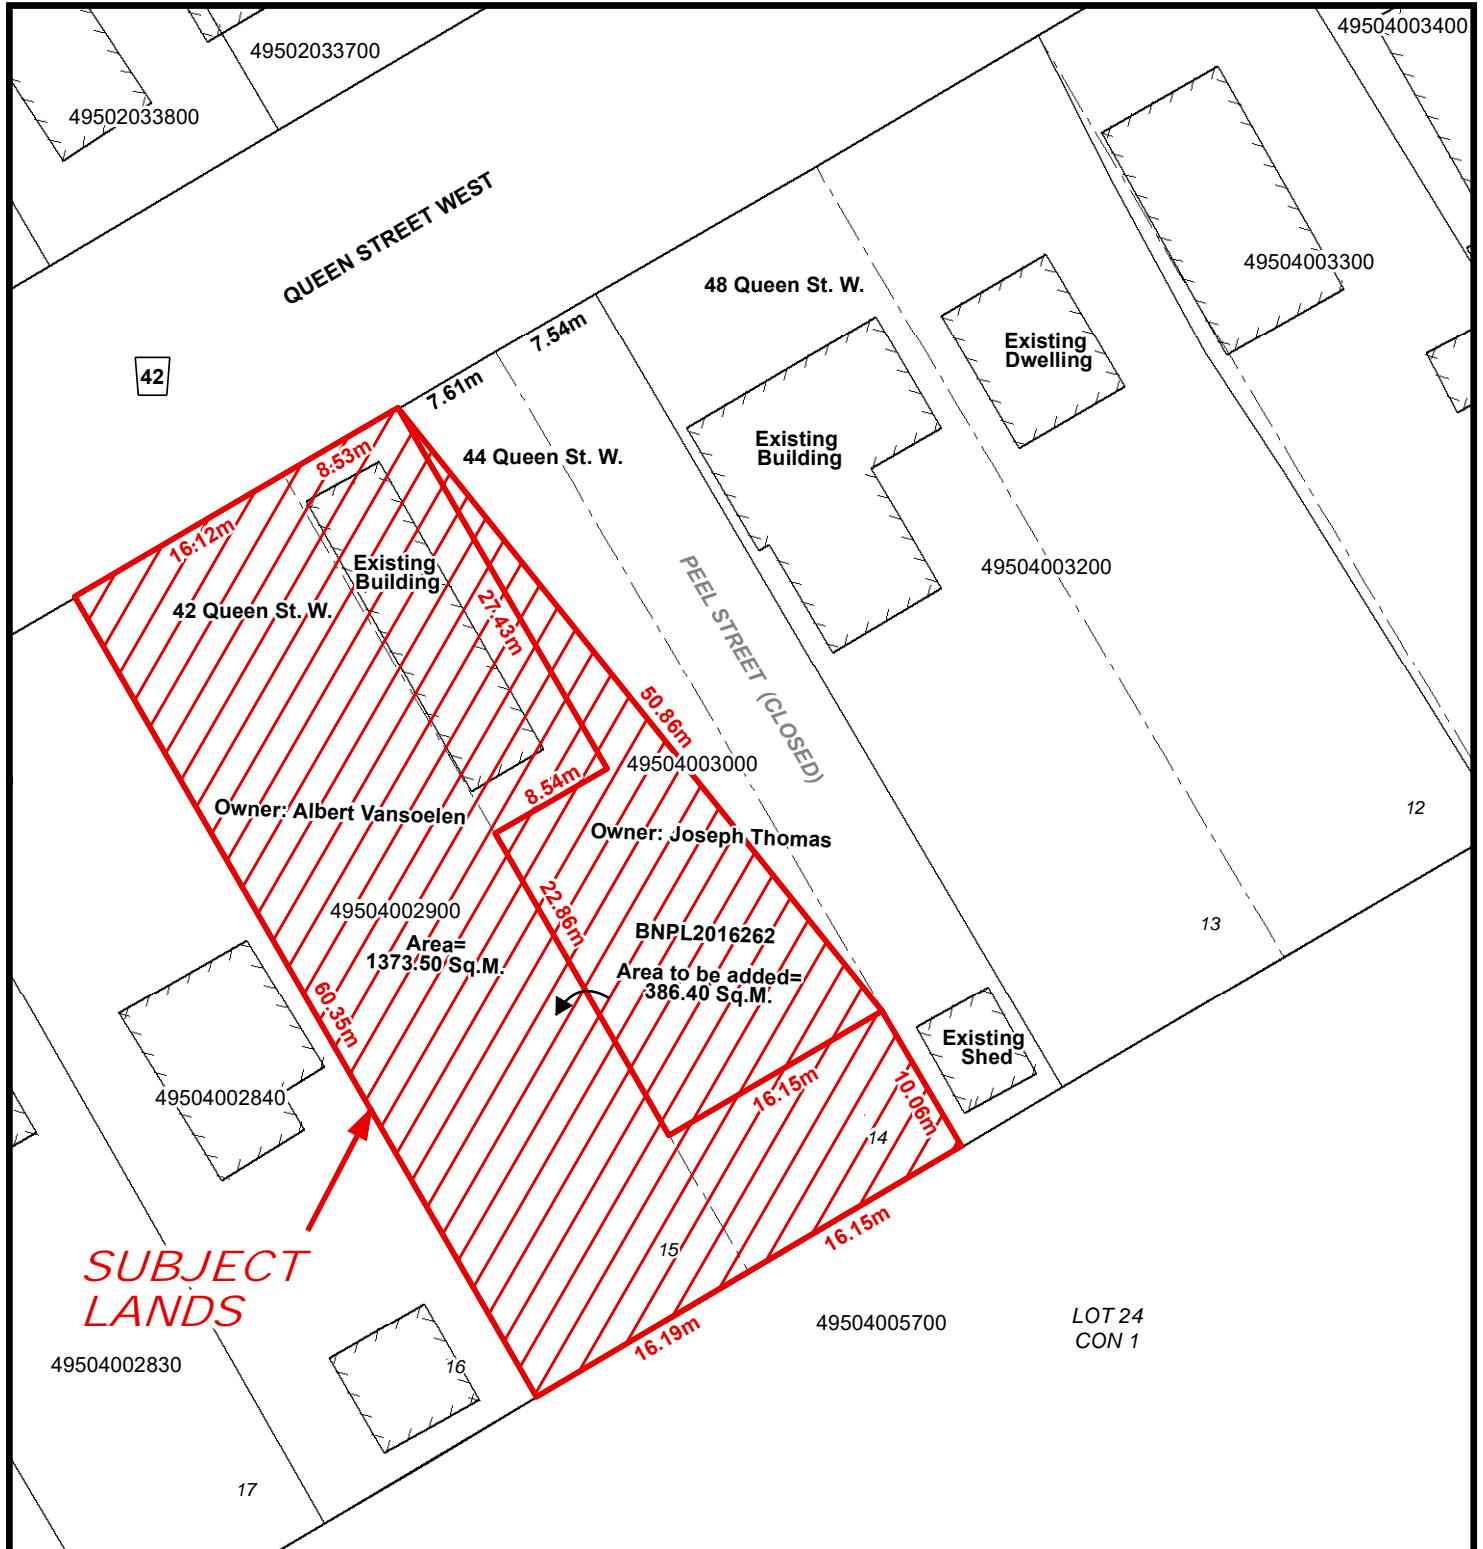 49502033700
49504003400
49502033800
QUEEN STREET WEST
49504003300
48 Queen St. W.
7.54m
Existing
Dwelling
42
7.61m
8.53m
44 Queen St. W.
Existing
Building
16.12m
Existing
Building
49504003200
42 Queen St. W.
27.43m
PEEL STREET (CLOSED)
50.86m
49504003000
8.54m
Owner: Albert Vansoelen
Owner: Joseph Thomas
12
22.86m
49504002900
13
BNPL2016262
Area=
1373.50 Sq.M.
Area to be added=
386.40 Sq.M.
60.35m
Existing
Shed
49504002840
16.15m
10.06m
14
16.15m
15
SUBJECT
LANDS
49504005700
LOT 24
CON 1
16.19m
49504002830
16
17